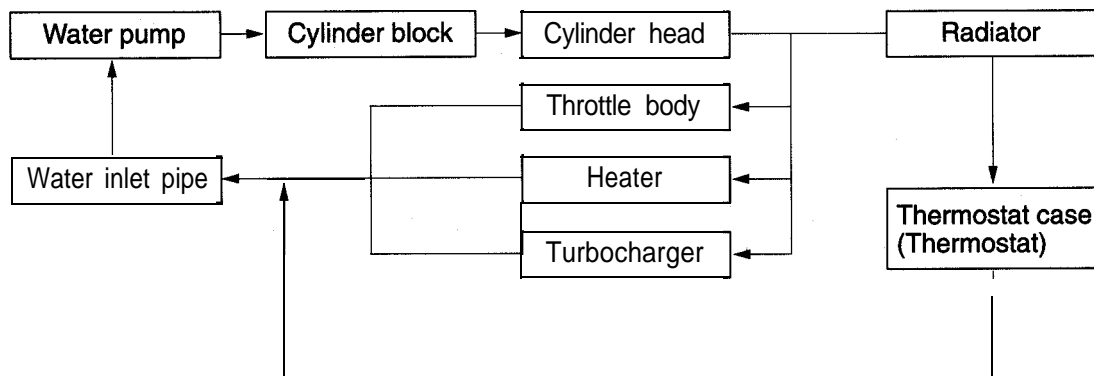 Water pump
Cylinder block
Cylinder head
Radiator
Throttle body
Water inlet pipe
Heater
Thermostat case
(Thermostat)
Turbocharger